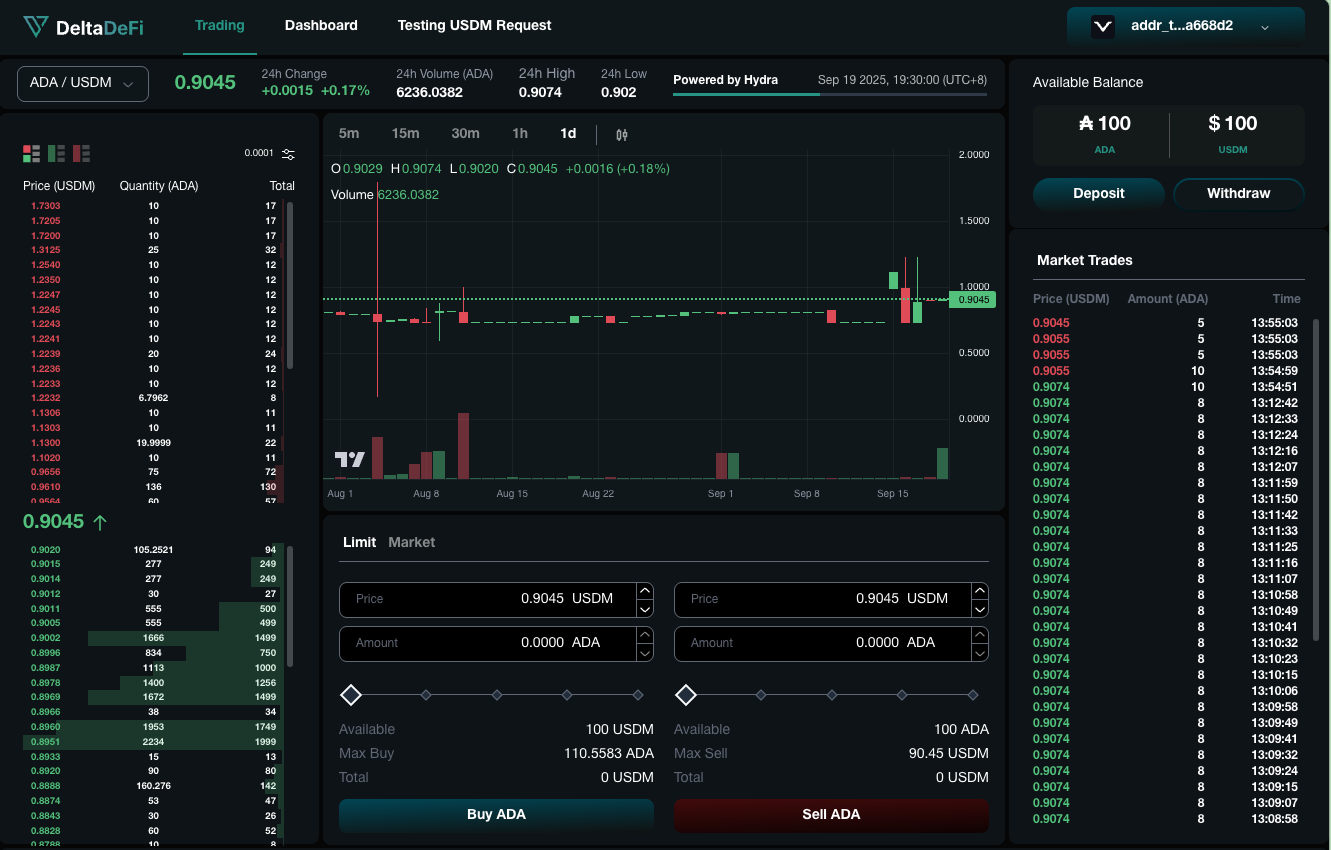 DeltaDeFi Trading Dashboard Testing USDM Request addr_t...a668d2
ADA / USDM 0.9045 24h Change +0.0015 +0.17% 24h Volume (ADA) 6236.0382 24h High 0.9074 24h Low 0.902 Powered by Hydra Sep 19 2025, 19:30:00 (UTC+8)
0.0001
Price (USDM) Quantity (ADA) Total
1.7303 10 17
1.7205 10 17
1.7200 10 17
1.3125 25 32
1.2540 10 12
1.2350 10 12
1.2247 10 12
1.2245 10 12
1.2243 10 12
1.2241 10 12
1.2239 20 24
1.2236 10 12
1.2233 10 12
1.2232 6.7962 8
1.1306 10 11
1.1303 10 11
1.1300 19.9999 22
1.1020 10 11
0.9656 75 72
0.9610 136 130
0.9564 60 57
0.9045
0.9020 105.2521 94
0.9015 277 249
0.9014 277 249
0.9012 30 27
0.9011 555 500
0.9005 555 499
0.9002 1666 1499
0.8996 834 750
0.8987 1113 1000
0.8978 1400 1256
0.8969 1672 1499
0.8966 38 34
0.8960 1953 1749
0.8951 2234 1999
0.8933 15 13
0.8920 90 80
0.8888 160.276 142
0.8874 53 47
0.8843 30 26
0.8828 60 52
0.8788 10 8
5m 15m 30m 1h 1d
O 0.9029 H 0.9074 L 0.9020 C 0.9045 +0.0016 (+0.18%)
Volume 6236.0382
2.0000
1.5000
1.0000
0.9045
0.5000
0.0000
Aug 1 Aug 8 Aug 15 Aug 22 Sep 1 Sep 8 Sep 15
Limit Market
Price 0.9045 USDM
Amount 0.0000 ADA
Available 100 USDM
Max Buy 110.5583 ADA
Total 0 USDM
Buy ADA
Price 0.9045 USDM
Amount 0.0000 ADA
Available 100 ADA
Max Sell 90.45 USDM
Total 0 USDM
Sell ADA
Available Balance
₳ 100 $ 100
ADA USDM
Deposit Withdraw
Market Trades
Price (USDM) Amount (ADA) Time
0.9045 5 13:55:03
0.9055 5 13:55:03
0.9055 5 13:55:03
0.9055 10 13:54:59
0.9074 10 13:54:51
0.9074 8 13:12:42
0.9074 8 13:12:33
0.9074 8 13:12:24
0.9074 8 13:12:16
0.9074 8 13:12:07
0.9074 8 13:11:59
0.9074 8 13:11:50
0.9074 8 13:11:42
0.9074 8 13:11:33
0.9074 8 13:11:25
0.9074 8 13:11:16
0.9074 8 13:11:07
0.9074 8 13:10:58
0.9074 8 13:10:49
0.9074 8 13:10:41
0.9074 8 13:10:32
0.9074 8 13:10:23
0.9074 8 13:10:15
0.9074 8 13:10:06
0.9074 8 13:09:58
0.9074 8 13:09:49
0.9074 8 13:09:41
0.9074 8 13:09:32
0.9074 8 13:09:24
0.9074 8 13:09:15
0.9074 8 13:09:07
0.9074 8 13:08:58